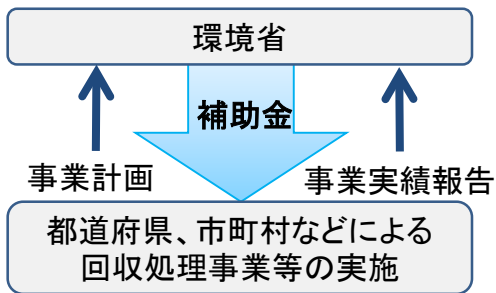 環境省
補助金
事業計画
事業実績報告
都道府県、市町村などによる
回収処理事業等の実施